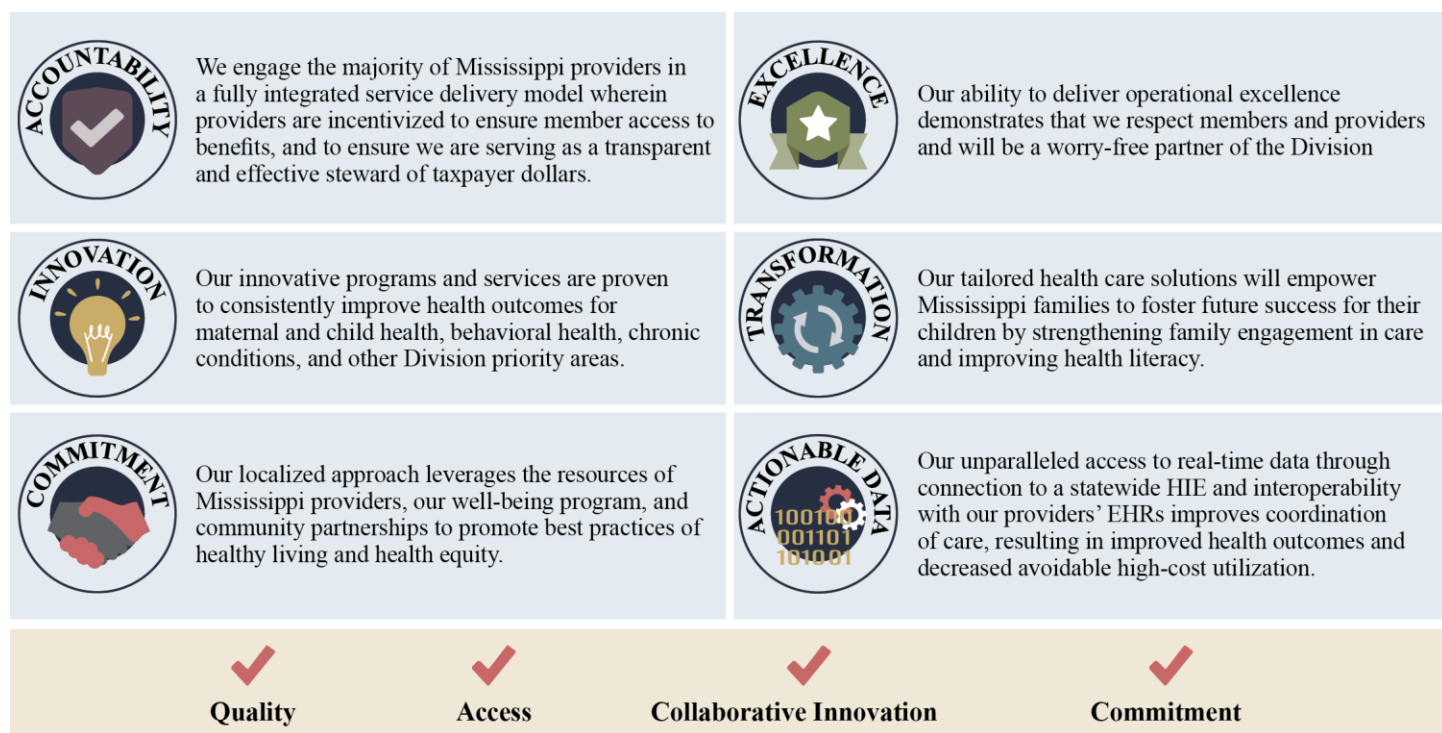 ACCOUNTABILITY
We engage the majority of Mississippi providers in
a fully integrated service delivery model wherein
providers are incentivized to ensure member access to
benefits, and to ensure we are serving as a transparent
and effective steward of taxpayer dollars.
EXCELLENCE
Our ability to deliver operational excellence
demonstrates that we respect members and providers
and will be a worry-free partner of the Division
INNOVATION
Our innovative programs and services are proven
to consistently improve health outcomes for
maternal and child health, behavioral health, chronic
conditions, and other Division priority areas.
TRANSFORMATION
Our tailored health care solutions will empower
Mississippi families to foster future success for their
children by strengthening family engagement in care
and improving health literacy.
COMMITMENT
Our localized approach leverages the resources of
Mississippi providers, our well-being program, and
community partnerships to promote best practices of
healthy living and health equity.
ACTIONABLE DATA
100100
001101
101001
Our unparalleled access to real-time data through
connection to a statewide HIE and interoperability
with our providers’ EHRs improves coordination
of care, resulting in improved health outcomes and
decreased avoidable high-cost utilization.
Quality
Access
Collaborative Innovation
Commitment